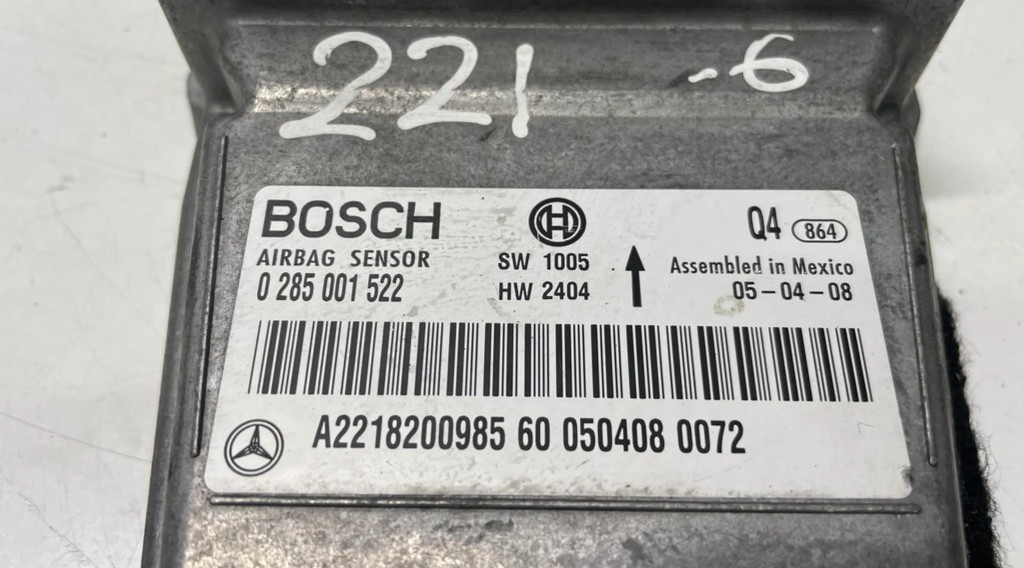 221 -6
BOSCH Q4 864
AIRBAG SENSOR SW 1005 Assembled in Mexico
0 285 001 522 HW 2404 05-04-08
A2218200985 60 050408 0072